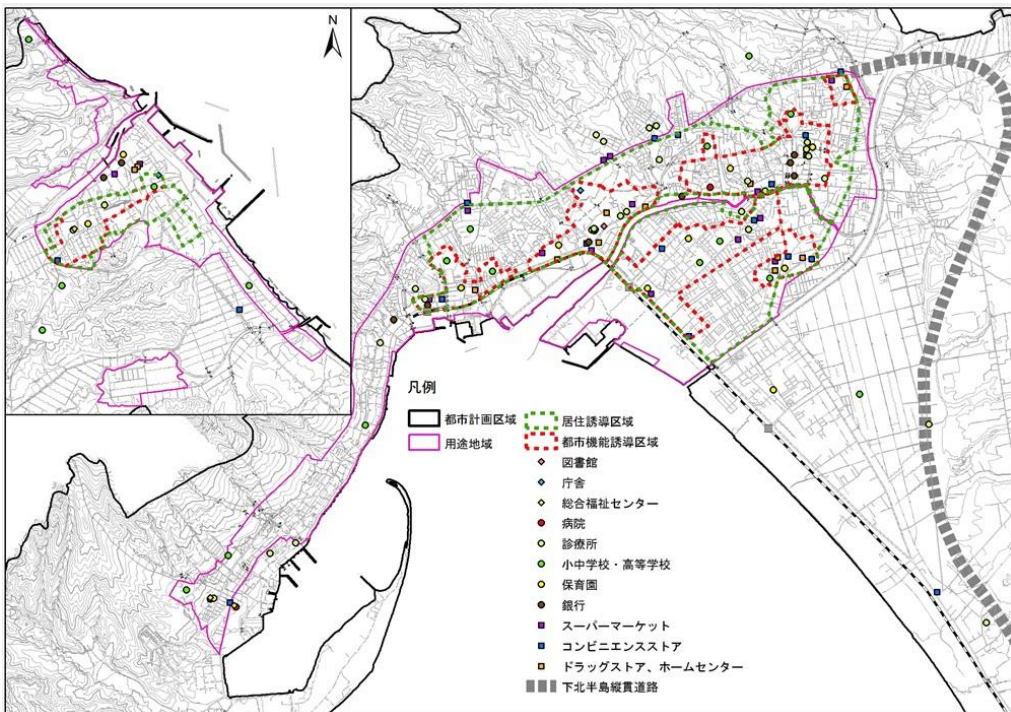 N
凡例
都市計画区域
用途地域
居住誘導区域
都市機能誘導区域
図書館
庁舎
総合福祉センター
病院
診療所
小中学校・高等学校
保育園
銀行
スーパーマーケット
コンビニエンスストア
ドラッグストア、ホームセンター
下北半島縦貫道路